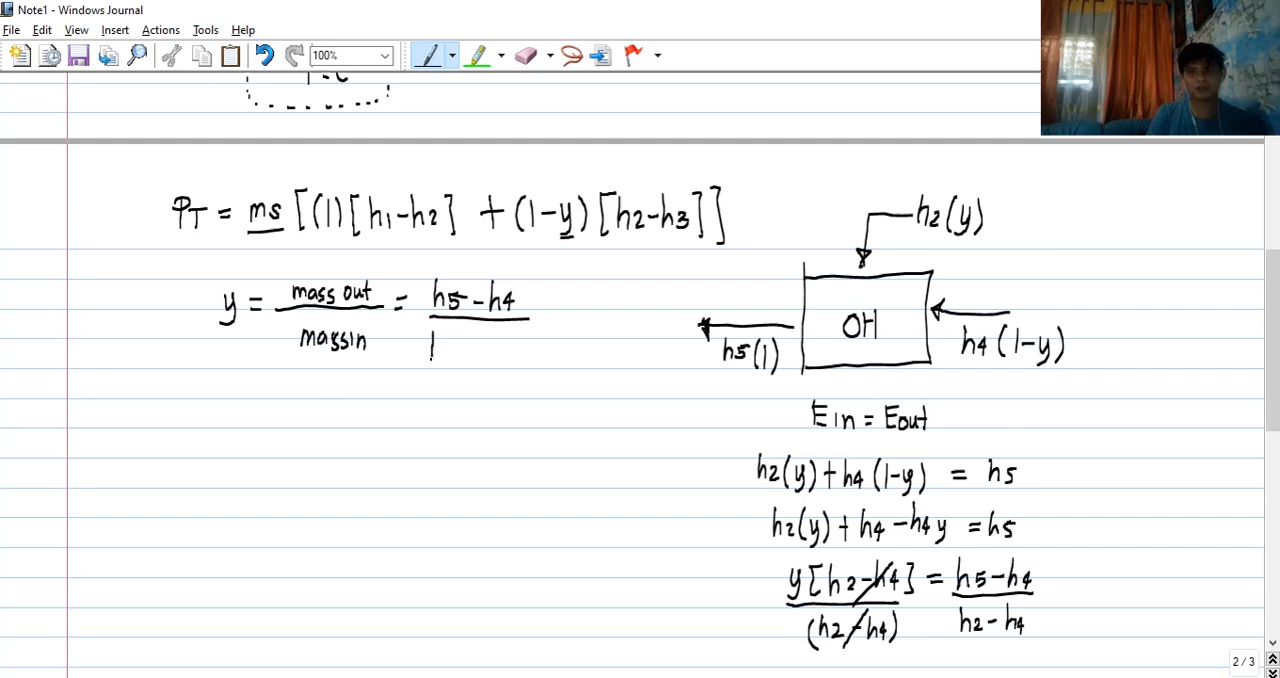 Note1 - Windows Journal
File Edit View Insert Actions Tools Help
100%
PT = ms [(1)[h1-h2] + (1-y)[h2-h3]]
h2(y)
y = mass out / mass in = h5-h4
OH
h5(1)
h4(1-y)
Ein = Eout
h2(y)+h4(1-y) = h5
h2(y)+h4-h4y = h5
y[h2-h4] = h5-h4
(h2-h4) h2-h4
2 / 3